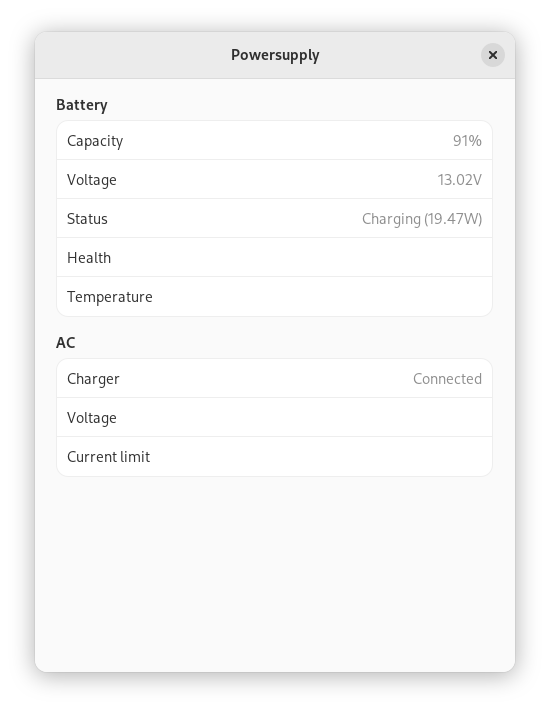 Powersupply
Battery
Capacity 91%
Voltage 13.02V
Status Charging (19.47W)
Health
Temperature
AC
Charger Connected
Voltage
Current limit